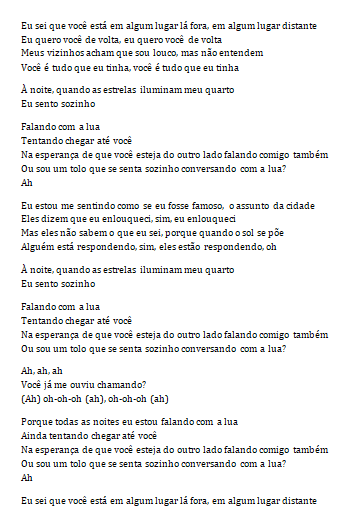 Eu sei que você está em algum lugar lá fora, em algum lugar distante
Eu quero você de volta, eu quero você de volta
Meus vizinhos acham que sou louco, mas não entendem
Você é tudo que eu tinha, você é tudo que eu tinha
À noite, quando as estrelas iluminam meu quarto
Eu sento sozinho
Falando com a lua
Tentando chegar até você
Na esperança de que você esteja do outro lado falando comigo também
Ou sou um tolo que se senta sozinho conversando com a lua?
Ah
Eu estou me sentindo como se eu fosse famoso, o assunto da cidade
Eles dizem que eu enlouqueci, sim, eu enlouqueci
Mas eles não sabem o que eu sei, porque quando o sol se põe
Alguém está respondendo, sim, eles estão respondendo, oh
À noite, quando as estrelas iluminam meu quarto
Eu sento sozinho
Falando com a lua
Tentando chegar até você
Na esperança de que você esteja do outro lado falando comigo também
Ou sou um tolo que se senta sozinho conversando com a lua?
Ah, ah, ah
Você já me ouviu chamando?
(Ah) oh-oh-oh (ah), oh-oh-oh (ah)
Porque todas as noites eu estou falando com a lua
Ainda tentando chegar até você
Na esperança de que você esteja do outro lado falando comigo também
Ou sou um tolo que se senta sozinho conversando com a lua?
Ah
Eu sei que você está em algum lugar lá fora, em algum lugar distante